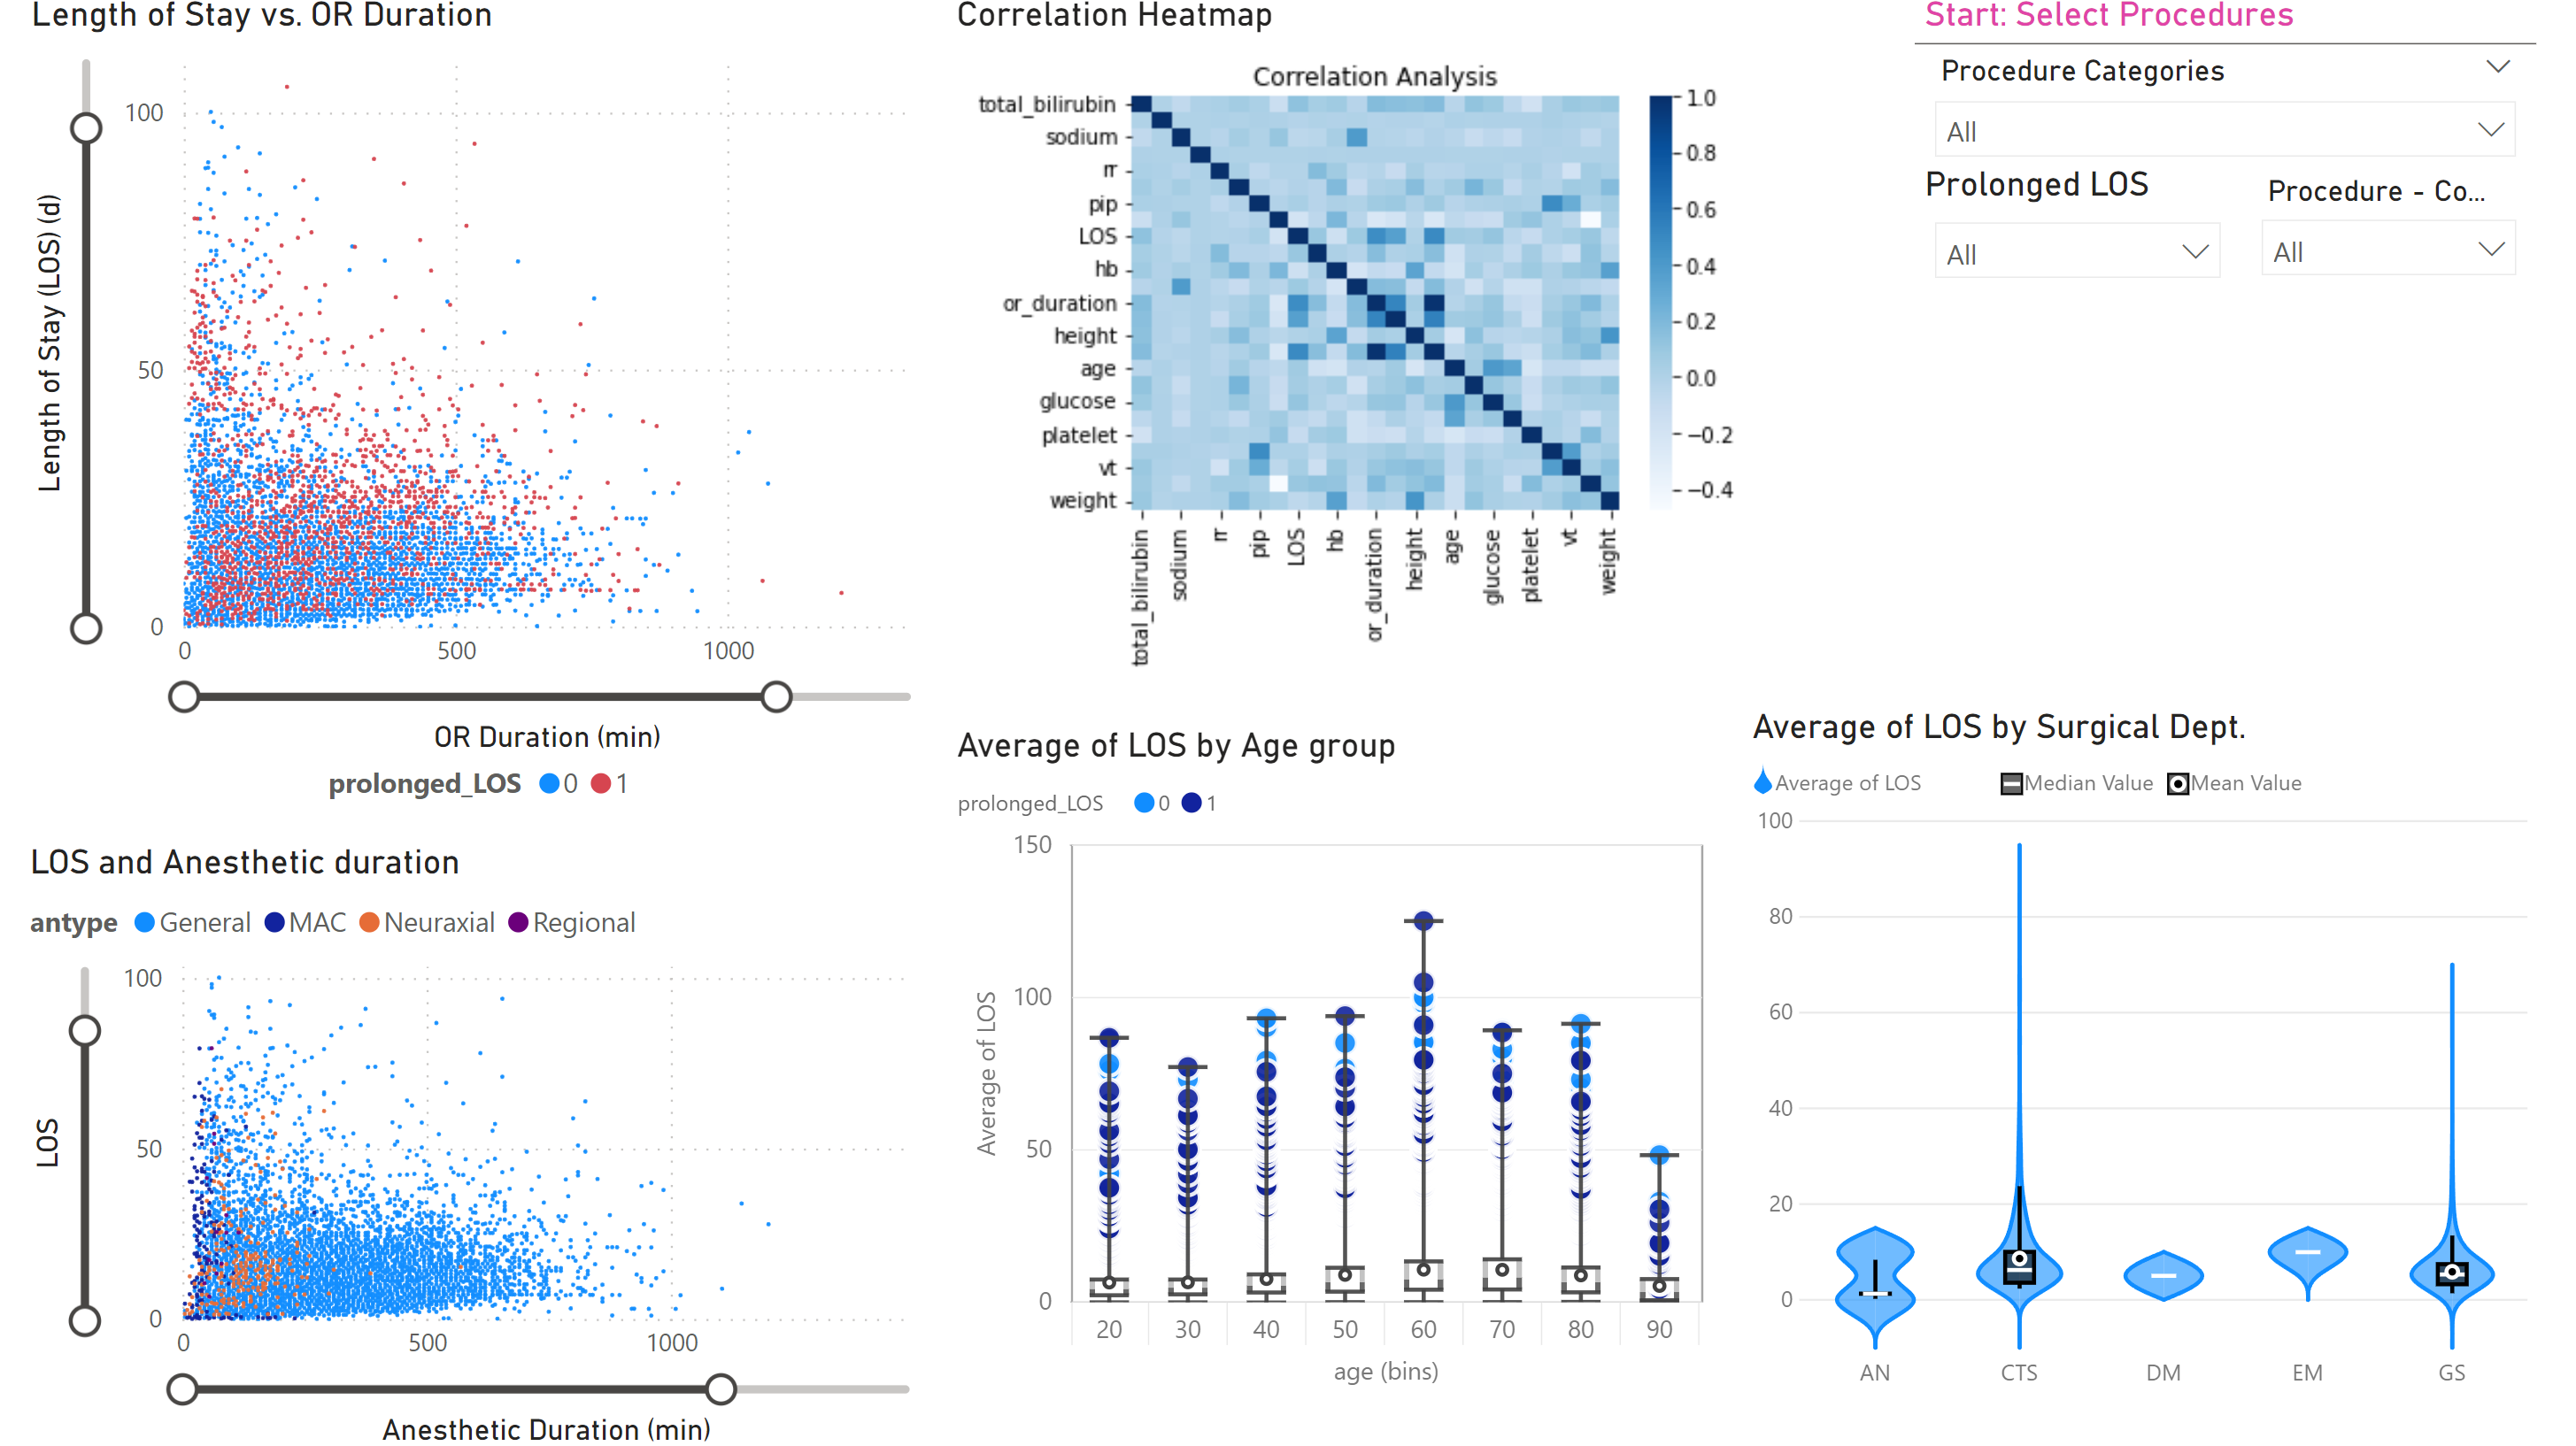 Length of Stay vs. OR Duration
Length of Stay (LOS) (d)
100
50
0
0 500 1000
OR Duration (min)
prolonged_LOS 0 1
LOS and Anesthetic duration
antype General MAC Neuraxial Regional
LOS
100
50
0
0 500 1000
Anesthetic Duration (min)
Correlation Heatmap
Correlation Analysis
total_bilirubin
sodium
rr
pip
LOS
hb
or_duration
height
age
glucose
platelet
vt
weight
total_bilirubin sodium rr pip LOS hb or_duration height age glucose platelet vt weight
1.0
0.8
0.6
0.4
0.2
0.0
−0.2
−0.4
Start: Select Procedures
Procedure Categories
All
Prolonged LOS Procedure - Co...
All All
Average of LOS by Age group
prolonged_LOS 0 1
Average of LOS
150
100
50
0
20 30 40 50 60 70 80 90
age (bins)
Average of LOS by Surgical Dept.
Average of LOS Median Value Mean Value
100
80
60
40
20
0
AN CTS DM EM GS